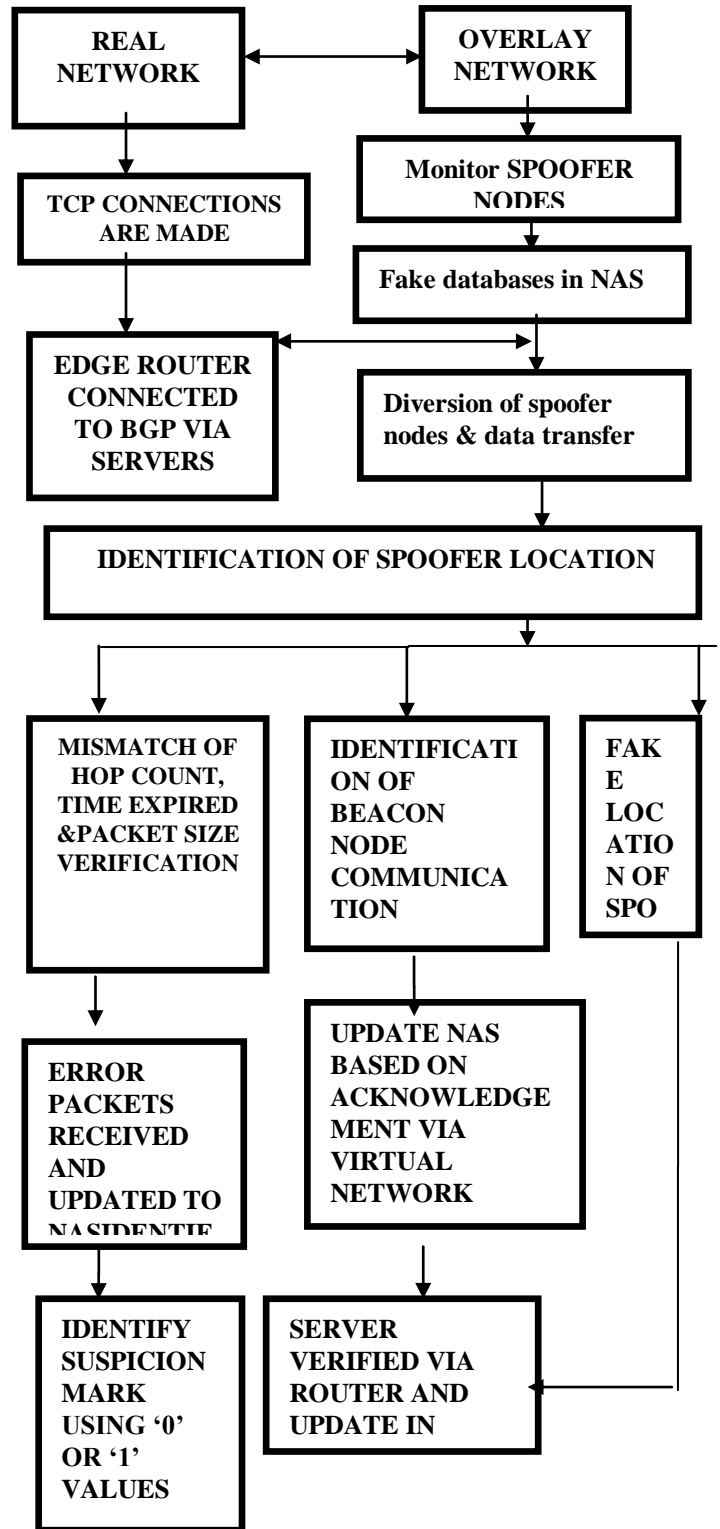 REAL
NETWORK
OVERLAY
NETWORK
Monitor SPOOFER
NODES
TCP CONNECTIONS
ARE MADE
Fake databases in NAS
EDGE ROUTER
CONNECTED
TO BGP VIA
SERVERS
Diversion of spoofer
nodes & data transfer
IDENTIFICATION OF SPOOFER LOCATION
MISMATCH OF
HOP COUNT,
TIME EXPIRED
&PACKET SIZE
VERIFICATION
IDENTIFICATI
ON OF
BEACON
NODE
COMMUNICA
TION
FAK
E
LOC
ATIO
N OF
SPO
ERROR
PACKETS
RECEIVED
AND
UPDATED TO
NASIDENTIF
UPDATE NAS
BASED ON
ACKNOWLEDGE
MENT VIA
VIRTUAL
NETWORK
IDENTIFY
SUSPICION
MARK
USING ‘0’
OR ‘1’
VALUES
SERVER
VERIFIED VIA
ROUTER AND
UPDATE IN